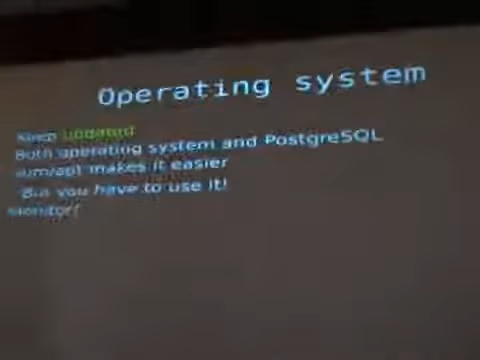 Operating system
Keep updated
Both operating system and PostgreSQL
yum/apt makes it easier
But you have to use it!
Monitor!